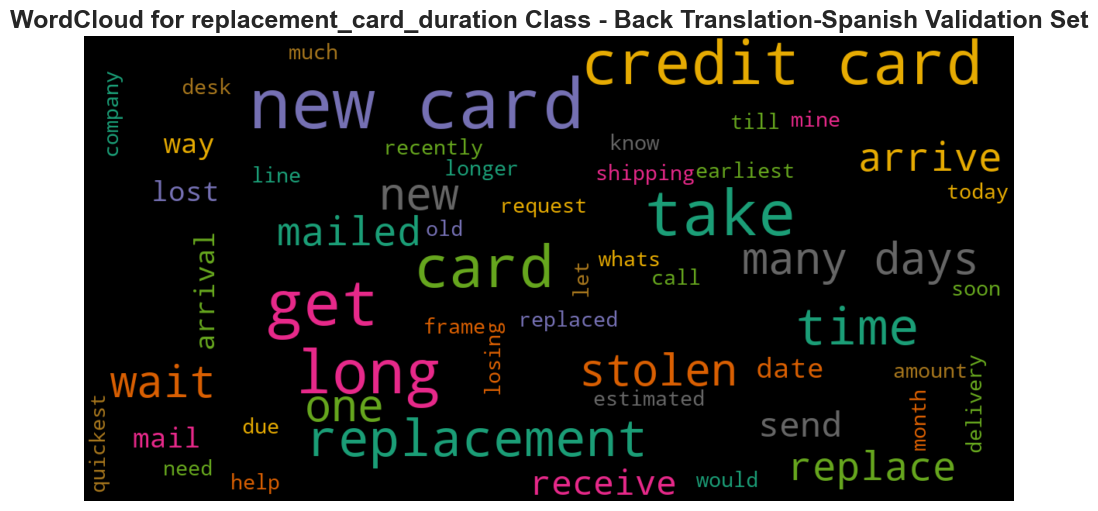 WordCloud for replacement_card_duration Class - Back Translation-Spanish Validation Set
much
credit card
desk
company
new card
till
mine
way
recently
know
arrive
line
longer
shipping
earliest
lost
new
request
take
today
mailed
old
many days
arrival
card
whats
let
call
soon
get
frame
replaced
time
losing
long
stolen
date
amount
wait
one
estimated
delivery
month
quickest
due
replacement
send
mail
need
help
receive
would
replace